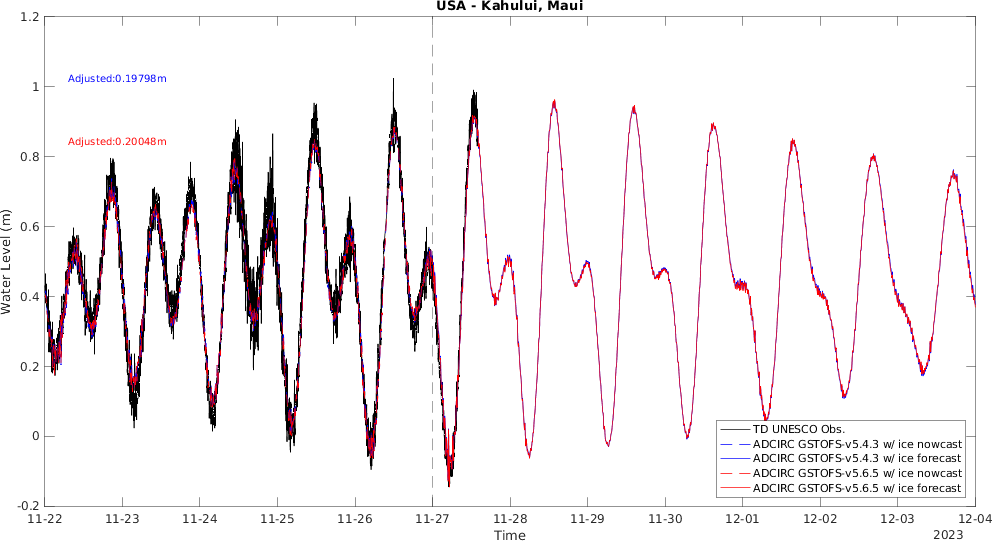 USA - Kahului, Maui
1.2
1
0.8
0.6
0.4
0.2
0
-0.2
Water Level (m)
Adjusted:0.19798m
Adjusted:0.20048m
TD UNESCO Obs.
ADCIRC GSTOFS-v5.4.3 w/ ice nowcast
ADCIRC GSTOFS-v5.4.3 w/ ice forecast
ADCIRC GSTOFS-v5.6.5 w/ ice nowcast
ADCIRC GSTOFS-v5.6.5 w/ ice forecast
11-22 11-23 11-24 11-25 11-26 11-27 11-28 11-29 11-30 12-01 12-02 12-03 12-04
Time
2023